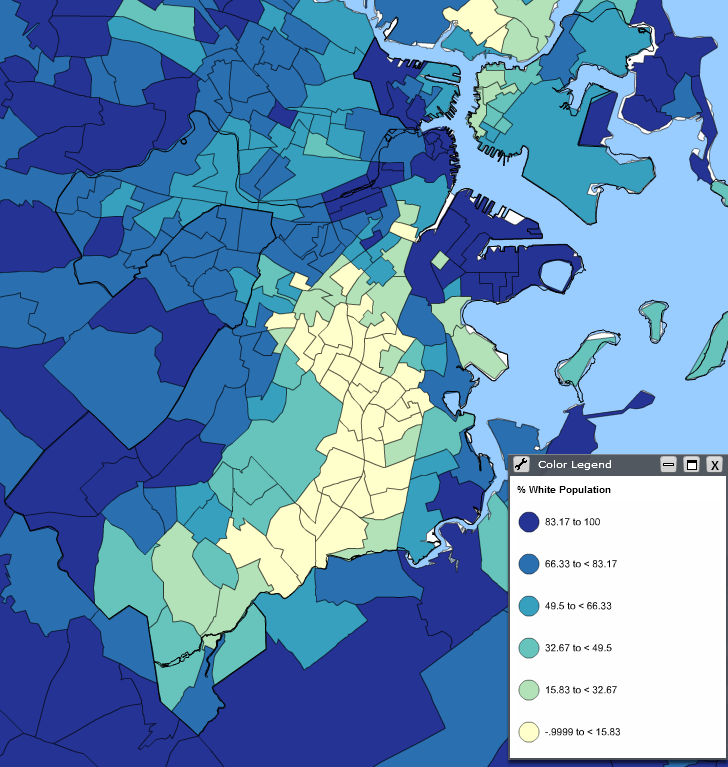 Color Legend
X
% White Population
83.17 to 100
66.33 to < 83.17
49.5 to < 66.33
32.67 to < 49.5
15.83 to < 32.67
-.9999 to < 15.83